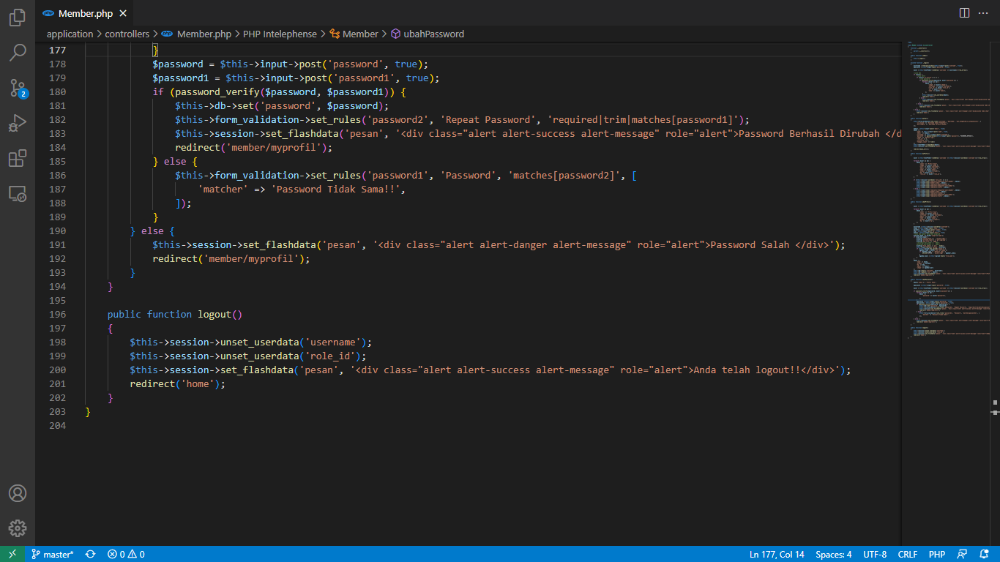 Member.php
application > controllers > Member.php > PHP Intelephense > Member > ubahPassword
177 }
178 $password = $this->input->post('password', true);
179 $password1 = $this->input->post('password1', true);
180 if (password_verify($password, $password1)) {
181 $this->db->set('password', $password);
182 $this->form_validation->set_rules('password2', 'Repeat Password', 'required|trim|matches[password1]');
183 $this->session->set_flashdata('pesan', '<div class="alert alert-success alert-message" role="alert">Password Berhasil Dirubah </d
184 redirect('member/myprofil');
185 } else {
186 $this->form_validation->set_rules('password1', 'Password', 'matches[password2]', [
187 'matcher' => 'Password Tidak Sama!!',
188 ]);
189 }
190 } else {
191 $this->session->set_flashdata('pesan', '<div class="alert alert-danger alert-message" role="alert">Password Salah </div>');
192 redirect('member/myprofil');
193 }
194 }
195
196 public function logout()
197 {
198 $this->session->unset_userdata('username');
199 $this->session->unset_userdata('role_id');
200 $this->session->set_flashdata('pesan', '<div class="alert alert-success alert-message" role="alert">Anda telah logout!!</div>');
201 redirect('home');
202 }
203 }
204
2
master* 0 0 Ln 177, Col 14 Spaces: 4 UTF-8 CRLF PHP